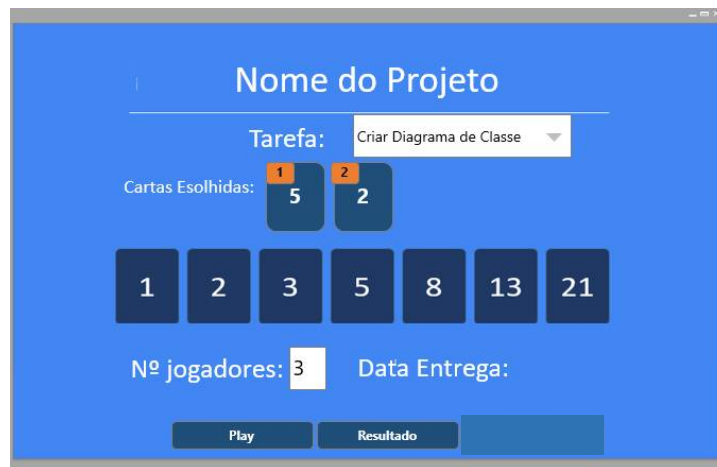 Nome do Projeto
Tarefa: Criar Diagrama de Classe
Cartas Esolhidas: 1 5 2 2
1 2 3 5 8 13 21
Nº jogadores: 3 Data Entrega:
Play Resultado